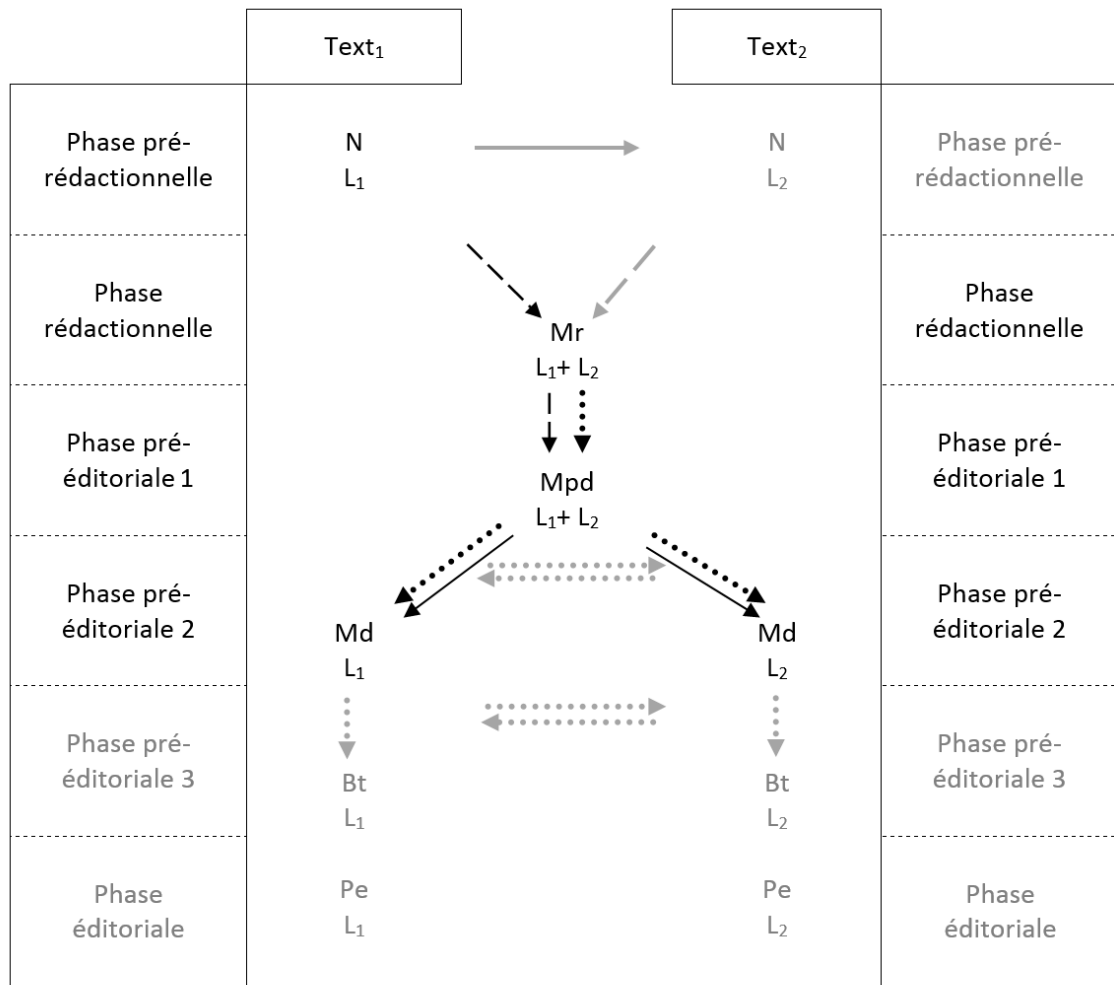 Text₁
Text₂
Phase pré-
rédactionnelle
N
L₁
N
L₂
Phase pré-
rédactionnelle
Phase
rédactionnelle
Mr
L₁+ L₂
Phase
rédactionnelle
Phase pré-
éditoriale 1
Mpd
L₁+ L₂
Phase pré-
éditoriale 1
Phase pré-
éditoriale 2
Md
L₁
Md
L₂
Phase pré-
éditoriale 2
Phase pré-
éditoriale 3
Bt
L₁
Bt
L₂
Phase pré-
éditoriale 3
Phase
éditoriale
Pe
L₁
Pe
L₂
Phase
éditoriale